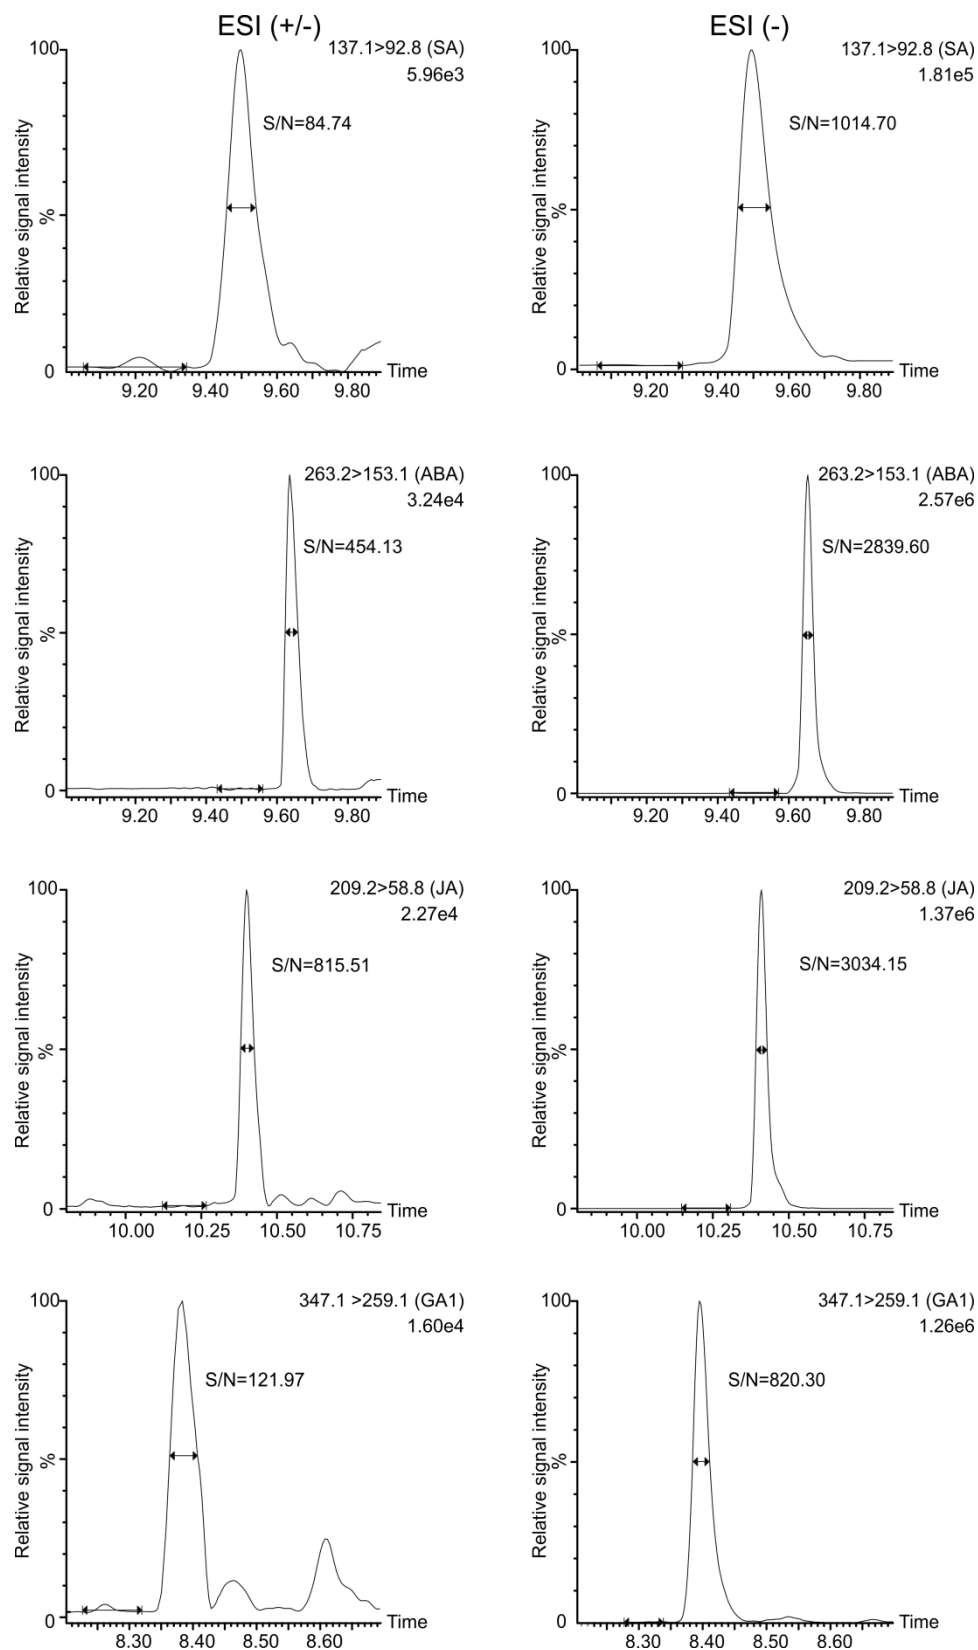 ESI (+/-)
ESI (-)
100
137.1>92.8 (SA)
5.96e3
S/N=84.74
Relative signal intensity
%
0
9.20 9.40 9.60 9.80
Time
137.1>92.8 (SA)
100
1.81e5
S/N=1014.70
Relative signal intensity
%
0
9.20 9.40 9.60 9.80
Time
100
263.2>153.1 (ABA)
3.24e4
S/N=454.13
Relative signal intensity
%
0
9.20 9.40 9.60 9.80
Time
100
263.2>153.1 (ABA)
2.57e6
S/N=2839.60
Relative signal intensity
%
0
9.20 9.40 9.60 9.80
Time
100
209.2>58.8 (JA)
2.27e4
S/N=815.51
Relative signal intensity
%
0
10.00 10.25 10.50 10.75
Time
100
209.2>58.8 (JA)
1.37e6
S/N=3034.15
Relative signal intensity
%
0
10.00 10.25 10.50 10.75
Time
100
347.1 >259.1 (GA1)
1.60e4
S/N=121.97
Relative signal intensity
%
0
8.30 8.40 8.50 8.60
Time
100
347.1>259.1 (GA1)
1.26e6
S/N=820.30
Relative signal intensity
%
0
8.30 8.40 8.50 8.60
Time